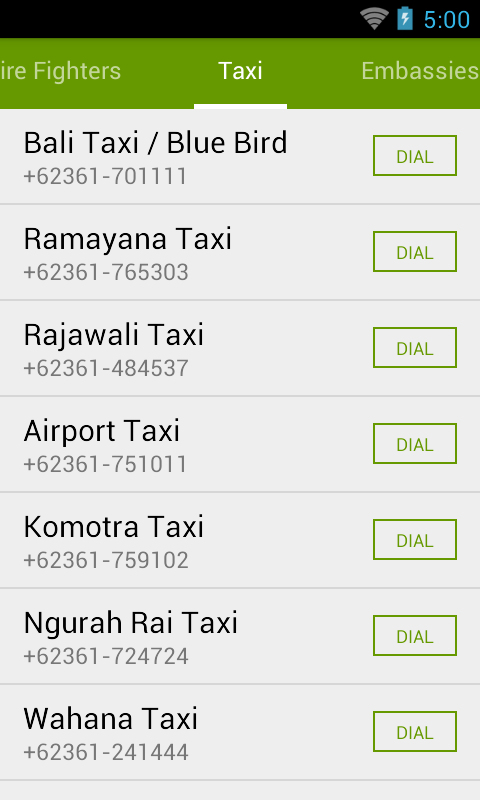 5:00
ire Fighters
Taxi
Embassies
Bali Taxi / Blue Bird
+62361-701111
DIAL
Ramayana Taxi
+62361-765303
DIAL
Rajawali Taxi
+62361-484537
DIAL
Airport Taxi
+62361-751011
DIAL
Komotra Taxi
+62361-759102
DIAL
Ngurah Rai Taxi
+62361-724724
DIAL
Wahana Taxi
+62361-241444
DIAL